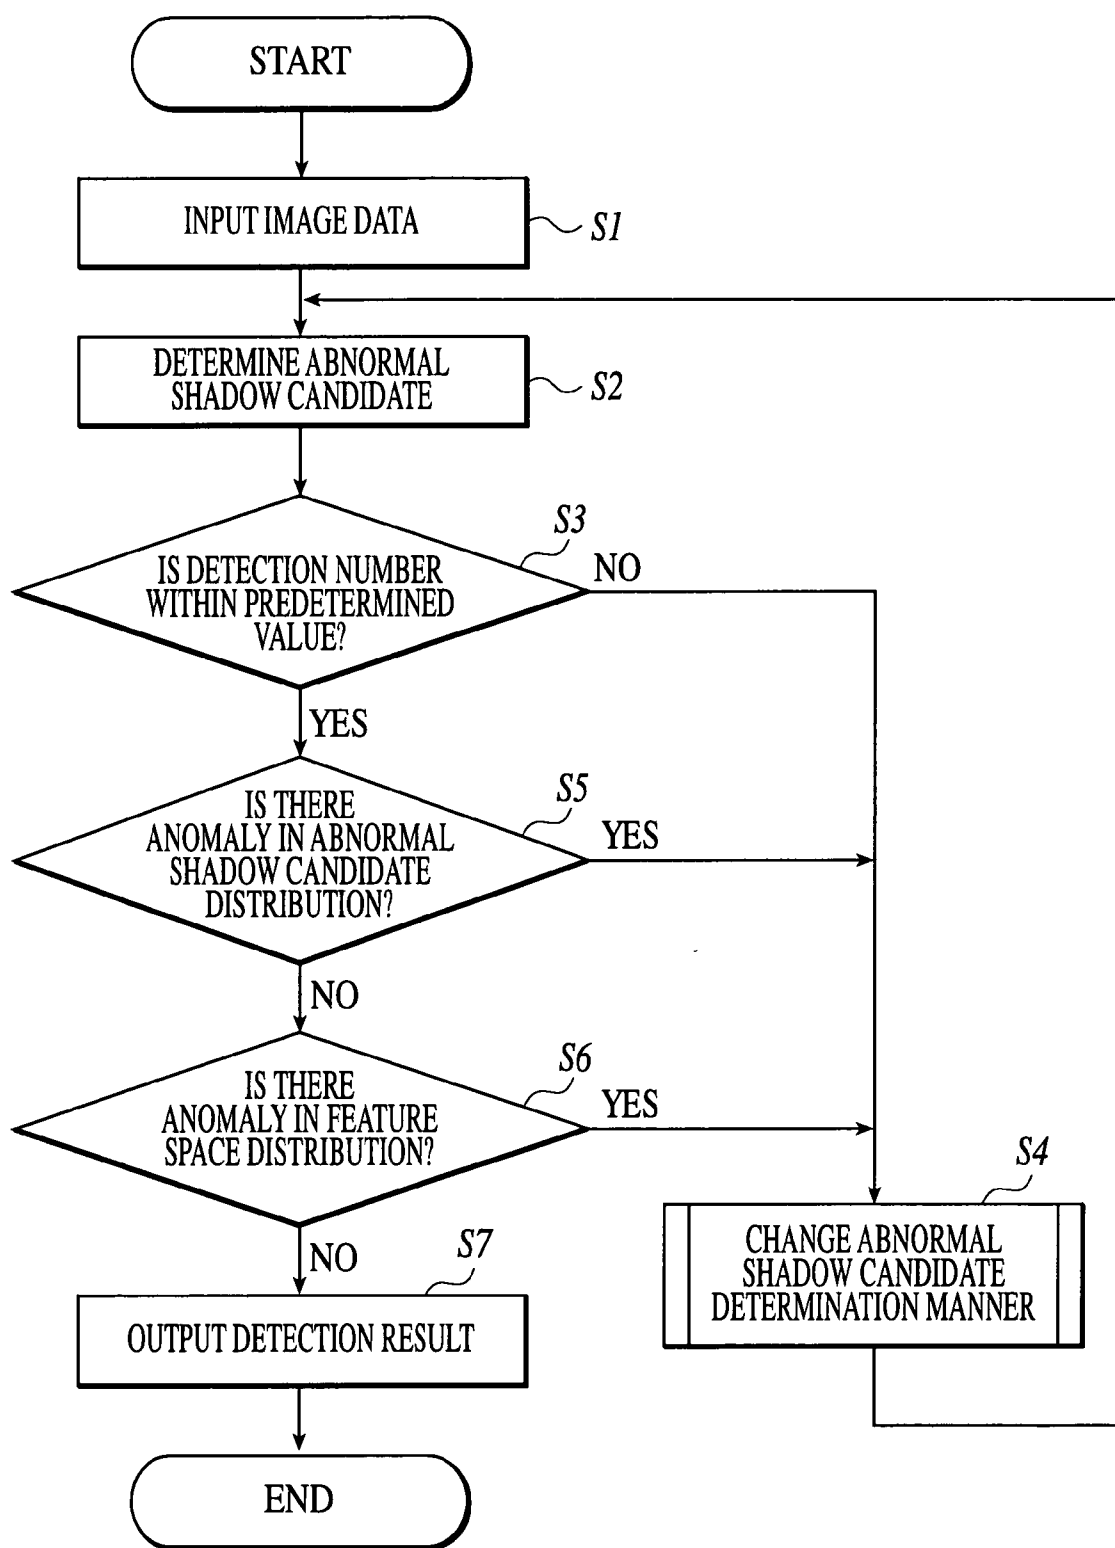 START
INPUT IMAGE DATA
S1
DETERMINE ABNORMAL
SHADOW CANDIDATE
S2
S3
IS DETECTION NUMBER
WITHIN PREDETERMINED
VALUE?
NO
YES
S5
IS THERE
ANOMALY IN ABNORMAL
SHADOW CANDIDATE
DISTRIBUTION?
YES
NO
S6
IS THERE
ANOMALY IN FEATURE
SPACE DISTRIBUTION?
YES
NO
S4
CHANGE ABNORMAL
SHADOW CANDIDATE
DETERMINATION MANNER
S7
OUTPUT DETECTION RESULT
END